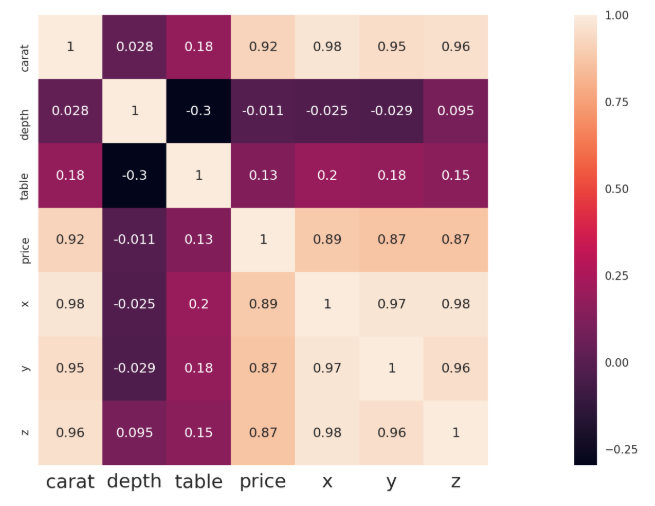 carat 1 0.028 0.18 0.92 0.98 0.95 0.96
depth 0.028 1 -0.3 -0.011 -0.025 -0.029 0.095
table 0.18 -0.3 1 0.13 0.2 0.18 0.15
price 0.92 -0.011 0.13 1 0.89 0.87 0.87
x 0.98 -0.025 0.2 0.89 1 0.97 0.98
y 0.95 -0.029 0.18 0.87 0.97 1 0.96
z 0.96 0.095 0.15 0.87 0.98 0.96 1
carat depth table price x y z
1.00
0.75
0.50
0.25
0.00
−0.25